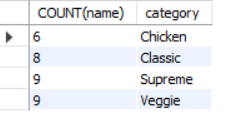 COUNT(name) category
6 Chicken
8 Classic
9 Supreme
9 Veggie